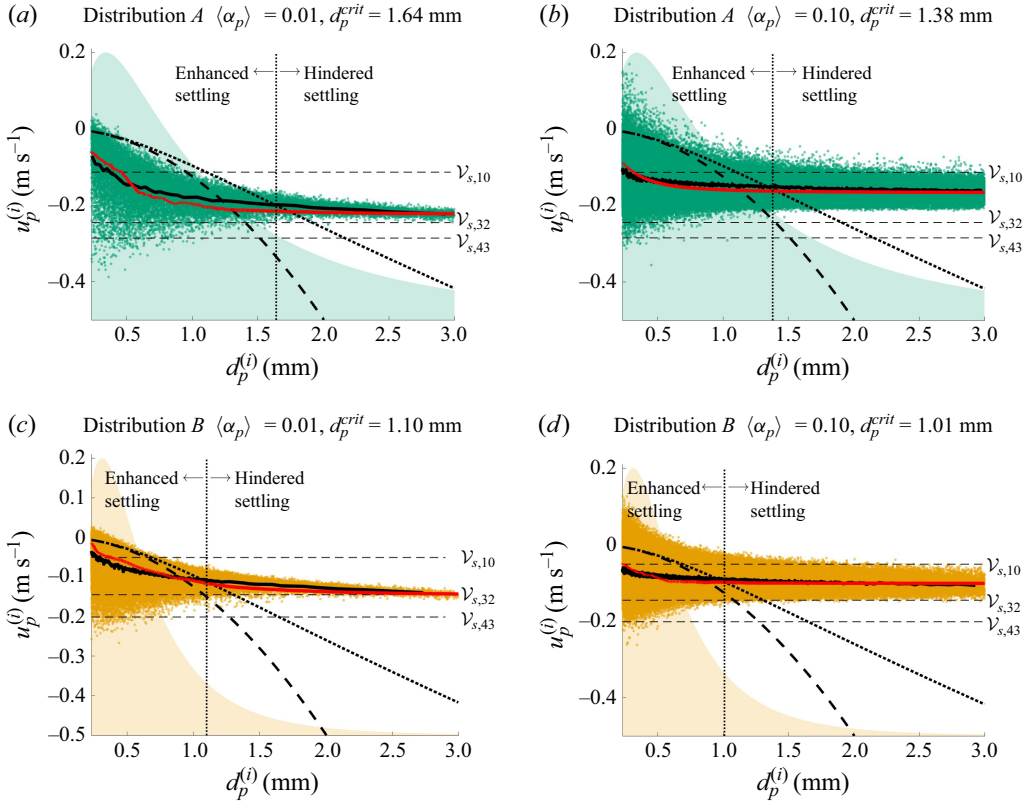 (a) Distribution A ⟨αp⟩ = 0.01, dp^crit = 1.64 mm
0.2
0
–0.2
–0.4
Enhanced settling
Hindered settling
𝒱s,10
𝒱s,32
𝒱s,43
up^(i) (m s−1)
0.5 1.0 1.5 2.0 2.5 3.0
dp^(i) (mm)
(b) Distribution A ⟨αp⟩ = 0.10, dp^crit = 1.38 mm
0.2
0
–0.2
–0.4
Enhanced settling
Hindered settling
𝒱s,10
𝒱s,32
𝒱s,43
up^(i) (m s−1)
0.5 1.0 1.5 2.0 2.5 3.0
dp^(i) (mm)
(c) Distribution B ⟨αp⟩ = 0.01, dp^crit = 1.10 mm
0.2
0.1
0
–0.1
–0.2
–0.3
–0.4
–0.5
Enhanced settling
Hindered settling
𝒱s,10
𝒱s,32
𝒱s,43
up^(i) (m s−1)
0.5 1.0 1.5 2.0 2.5 3.0
dp^(i) (mm)
(d) Distribution B ⟨αp⟩ = 0.10, dp^crit = 1.01 mm
0.2
0
–0.2
–0.4
Enhanced settling
Hindered settling
𝒱s,10
𝒱s,32
𝒱s,43
up^(i) (m s−1)
0.5 1.0 1.5 2.0 2.5 3.0
dp^(i) (mm)